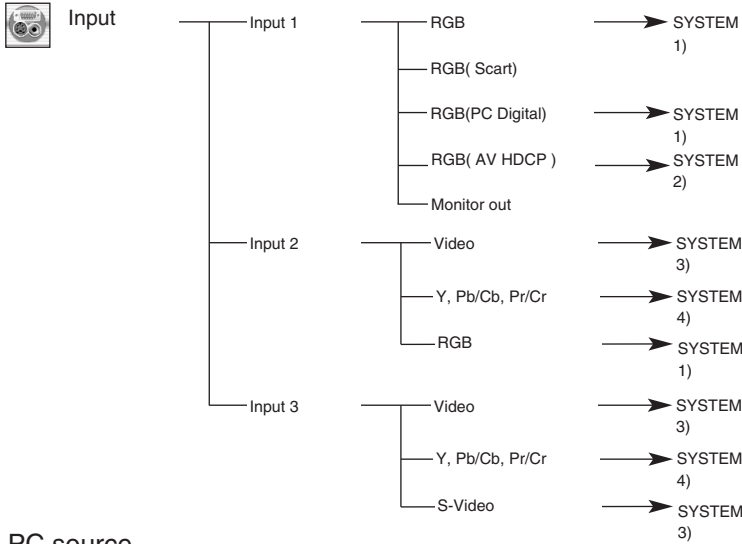 Input
Input 1
RGB
SYSTEM
1)
RGB( Scart)
RGB(PC Digital)
SYSTEM
1)
RGB( AV HDCP )
SYSTEM
2)
Monitor out
Input 2
Video
SYSTEM
3)
Y, Pb/Cb, Pr/Cr
SYSTEM
4)
RGB
SYSTEM
1)
Input 3
Video
SYSTEM
3)
Y, Pb/Cb, Pr/Cr
SYSTEM
4)
S-Video
SYSTEM
3)
PC source